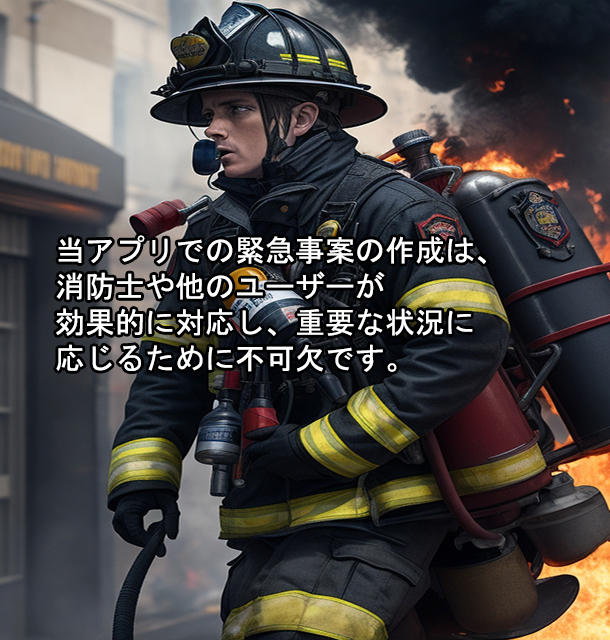 当アプリでの緊急事案の作成は、
消防士や他のユーザーが
効果的に対応し、重要な状況に
応じるために不可欠です。